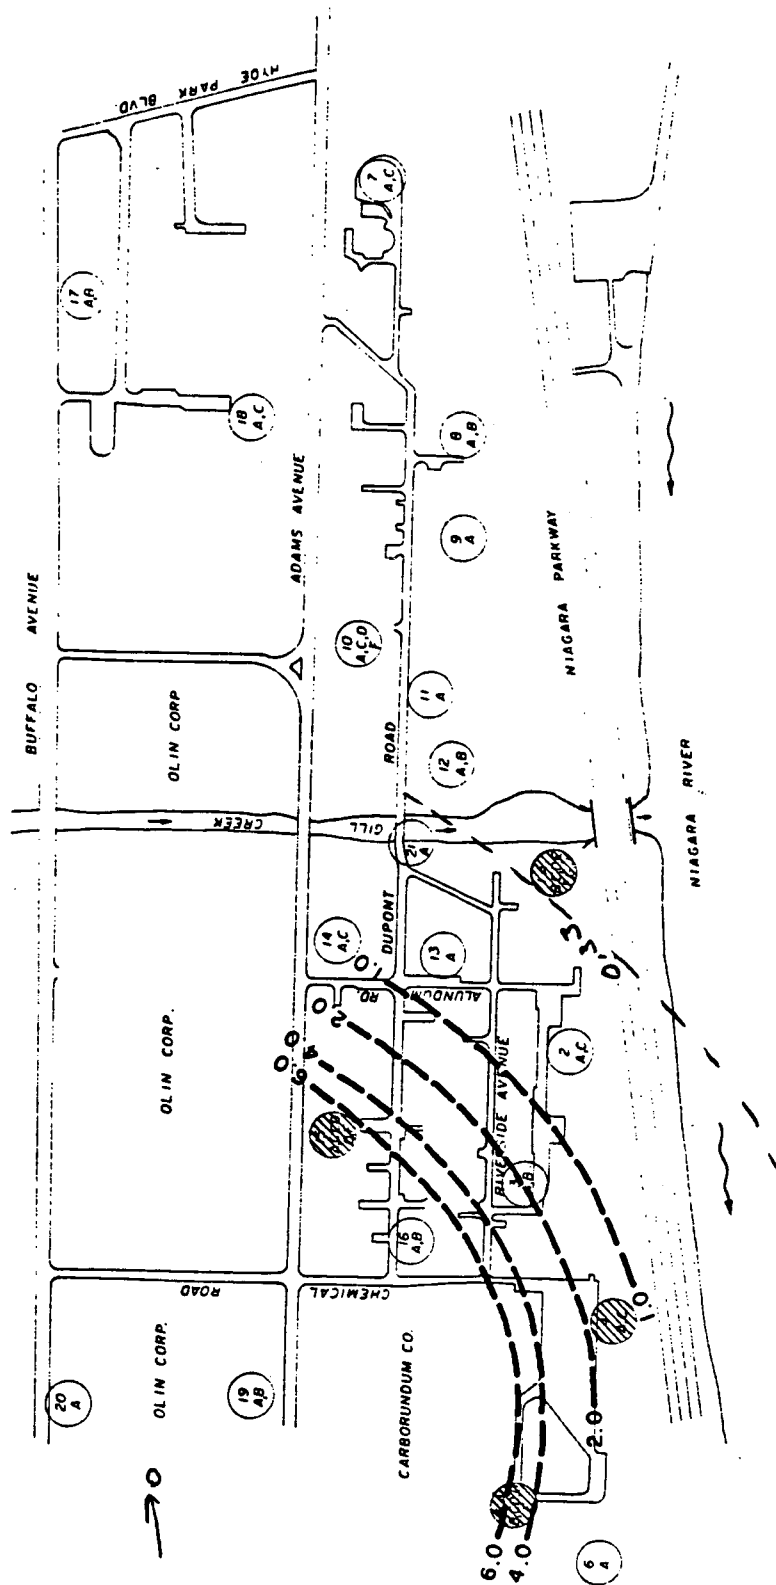 HYDE PARK BLVD
BUFFALO AVENUE
ADAMS AVENUE
17
A,B
18
A,C
7
A,C
8
A,B
9
A
10
A,C,D
F
11
A
12
A,B
OLIN CORP
NIAGARA PARKWAY
DUPONT ROAD
GILL CREEK
21
A
NIAGARA RIVER
14
A,C
13
A
ALUNDUM RD.
OLIN CORP.
RIVERSIDE AVENUE
2
A,C
3
A,B
16
A,B
CHEMICAL ROAD
OLIN CORP.
20
A
19
A,B
CARBORUNDUM CO.
6
A
0.33
1.0
2.0
4.0
6.0
1.0
2.0
4.0
6.0
0